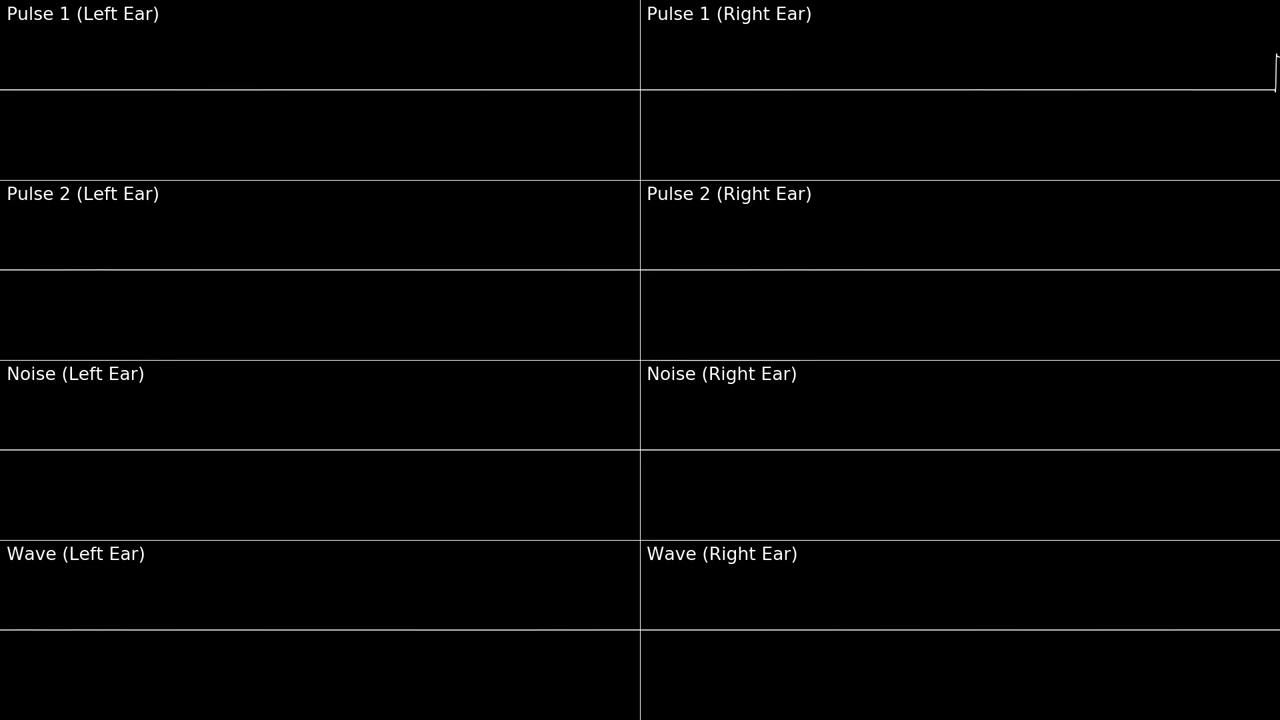 Pulse 1 (Left Ear)
Pulse 1 (Right Ear)
Pulse 2 (Left Ear)
Pulse 2 (Right Ear)
Noise (Left Ear)
Noise (Right Ear)
Wave (Left Ear)
Wave (Right Ear)